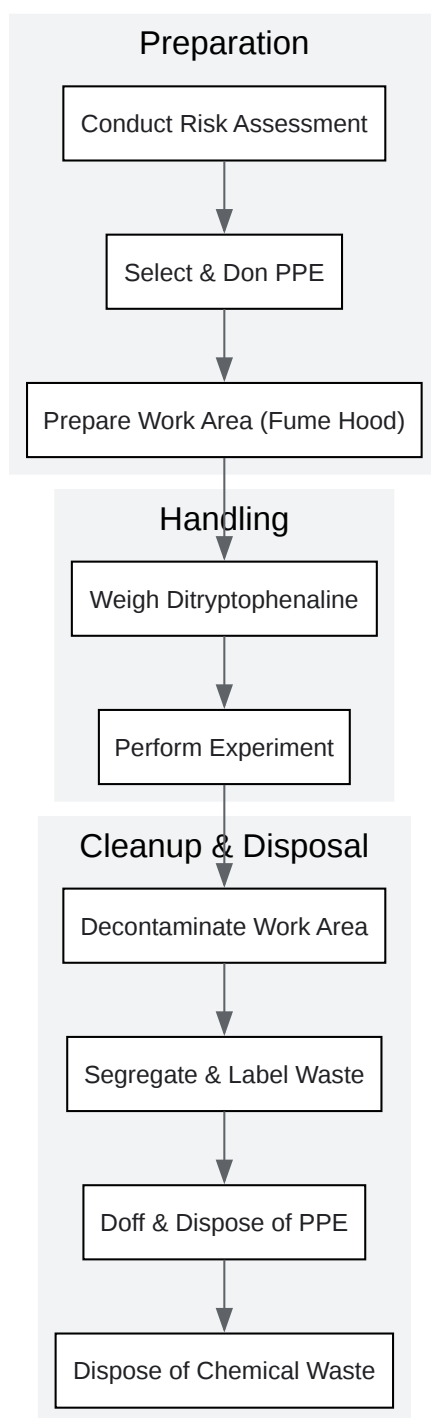 Preparation
Conduct Risk Assessment
Select & Don PPE
Prepare Work Area (Fume Hood)
Handling
Weigh Ditryptophenaline
Perform Experiment
Cleanup & Disposal
Decontaminate Work Area
Segregate & Label Waste
Doff & Dispose of PPE
Dispose of Chemical Waste